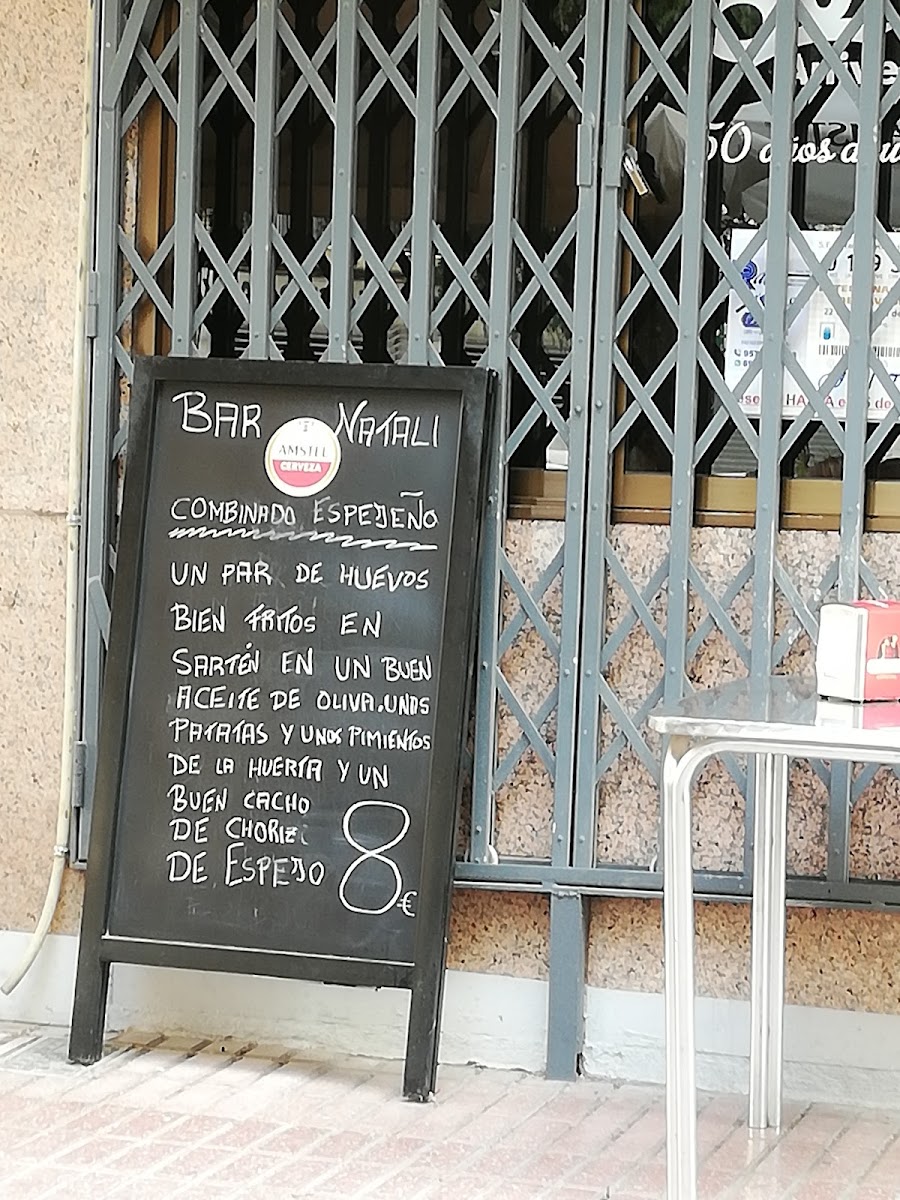 BAR NATALI
AMSTEL
CERVEZA
COMBINADO ESPEJEÑO
UN PAR DE HUEVOS
BIEN FRITOS EN
SARTÉN EN UN BUEN
ACEITE DE OLIVA.UNAS
PATATAS Y UNOS PIMIENTOS
DE LA HUERTA Y UN
BUEN CACHO
DE CHORIZ
DE ESPEJO
8€
50 años